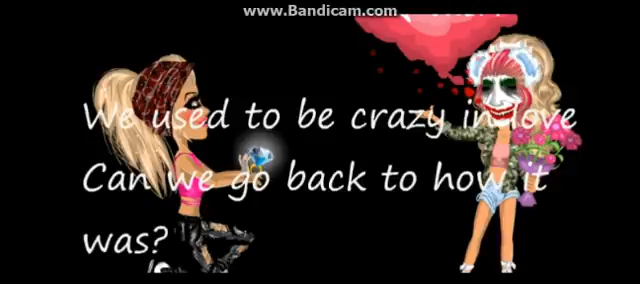 www.Bandicam.com
We used to be crazy in love
Can we go back to how it
was?